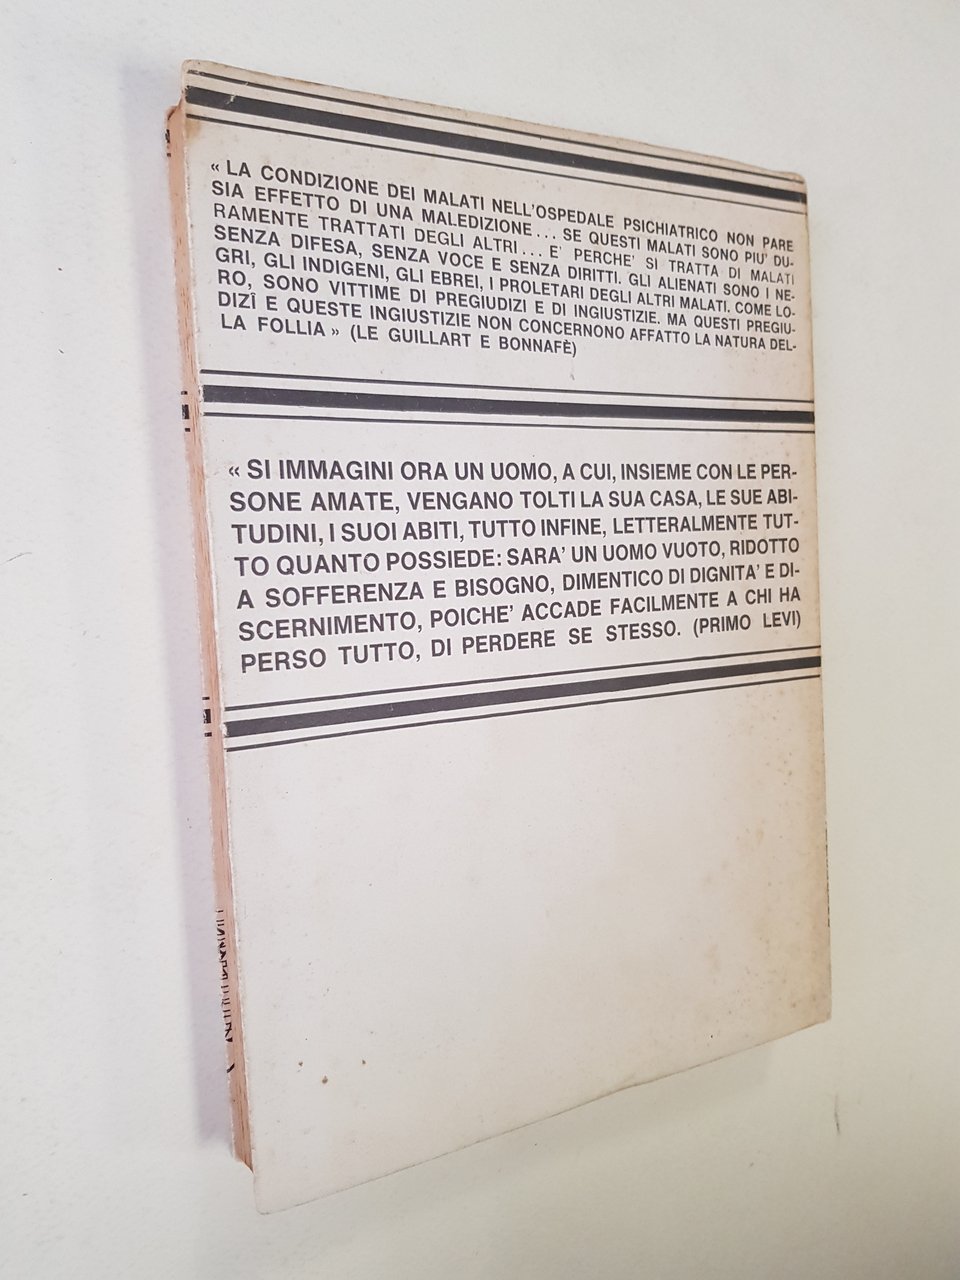 « LA CONDIZIONE DEI MALATI NELL'OSPEDALE PSICHIATRICO NON PARE
SIA EFFETTO DI UNA MALEDIZIONE... SE QUESTI MALATI SONO PIU' DU-
RAMENTE TRATTATI DEGLI ALTRI... E' PERCHE' SI TRATTA DI MALATI
SENZA DIFESA, SENZA VOCE E SENZA DIRITTI. GLI ALIENATI SONO I NE-
GRI, GLI INDIGENI, GLI EBREI, I PROLETARI DEGLI ALTRI MALATI. COME LO-
RO, SONO VITTIME DI PREGIUDIZI E DI INGIUSTIZIE. MA QUESTI PREGIU-
DIZÎ E QUESTE INGIUSTIZIE NON CONCERNONO AFFATTO LA NATURA DEL-
LA FOLLIA » (LE GUILLART E BONNAFÈ)
« SI IMMAGINI ORA UN UOMO, A CUI, INSIEME CON LE PER-
SONE AMATE, VENGANO TOLTI LA SUA CASA, LE SUE ABI-
TUDINI, I SUOI ABITI, TUTTO INFINE, LETTERALMENTE TUT-
TO QUANTO POSSIEDE: SARA' UN UOMO VUOTO, RIDOTTO
A SOFFERENZA E BISOGNO, DIMENTICO DI DIGNITA' E DI-
SCERNIMENTO, POICHE' ACCADE FACILMENTE A CHI HA
PERSO TUTTO, DI PERDERE SE STESSO. (PRIMO LEVI)